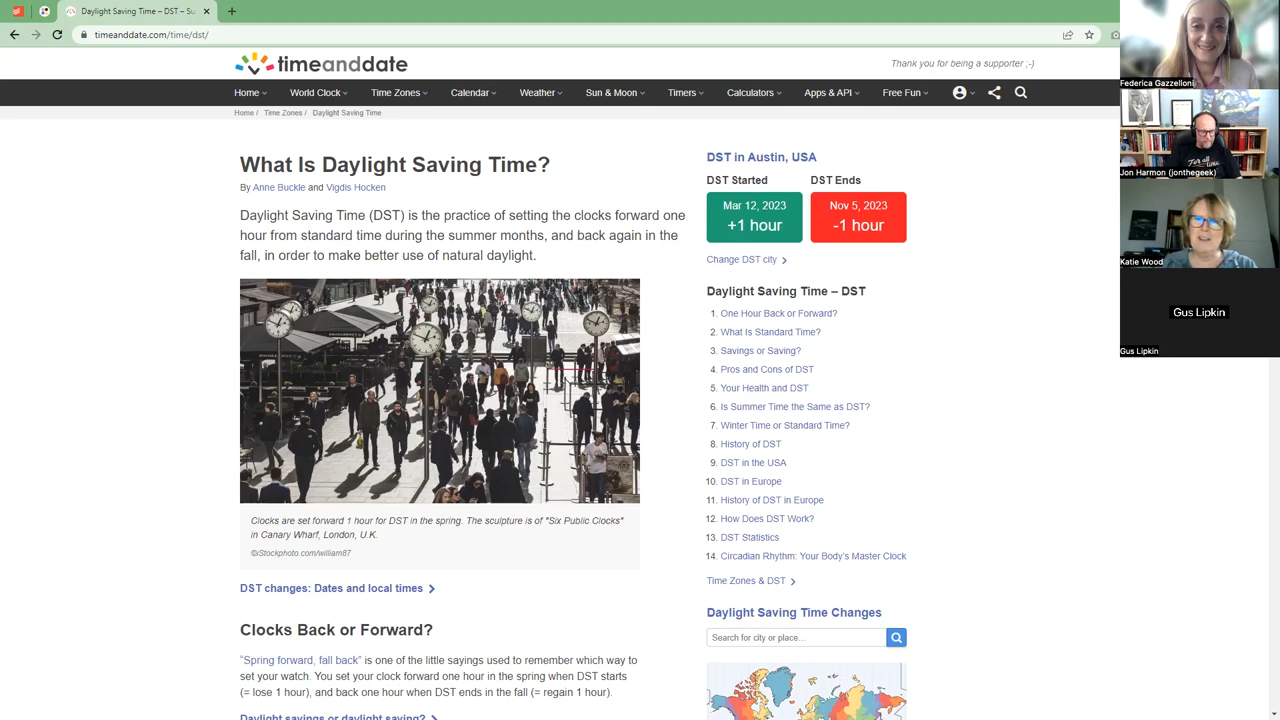 What is Daylight Saving Time? – Su
timeanddate.com/time/dst/
timeanddate
Thank you for being a supporter ;-)
Home
World Clock
Time Zones
Calendar
Weather
Sun & Moon
Timers
Calculators
Apps & API
Free Fun
Home / Time Zones / Daylight Saving Time
What Is Daylight Saving Time?
By Anne Buckle and Vigdis Hocken
Daylight Saving Time (DST) is the practice of setting the clocks forward one
hour from standard time during the summer months, and back again in the
fall, in order to make better use of natural daylight.
Clocks are set forward 1 hour for DST in the spring. The sculpture is of "Six Public Clocks"
in Canary Wharf, London, U.K.
©iStockphoto.com/william87
DST changes: Dates and local times
Clocks Back or Forward?
“Spring forward, fall back” is one of the little sayings used to remember which way to
set your watch. You set your clock forward one hour in the spring when DST starts
(= lose 1 hour), and back one hour when DST ends in the fall (= regain 1 hour).
Daylight savings or daylight saving?
DST in Austin, USA
DST Started
DST Ends
Mar 12, 2023
+1 hour
Nov 5, 2023
-1 hour
Change DST city
Daylight Saving Time – DST
1. One Hour Back or Forward?
2. What Is Standard Time?
3. Savings or Saving?
4. Pros and Cons of DST
5. Your Health and DST
6. Is Summer Time the Same as DST?
7. Winter Time or Standard Time?
8. History of DST
9. DST in the USA
10. DST in Europe
11. History of DST in Europe
12. How Does DST Work?
13. DST Statistics
14. Circadian Rhythm: Your Body’s Master Clock
Time Zones & DST
Daylight Saving Time Changes
Search for city or place…
Federica Gazzelloni
For all time
Jon Harmon (jonthegeek)
Katie Wood
Gus Lipkin
Gus Lipkin